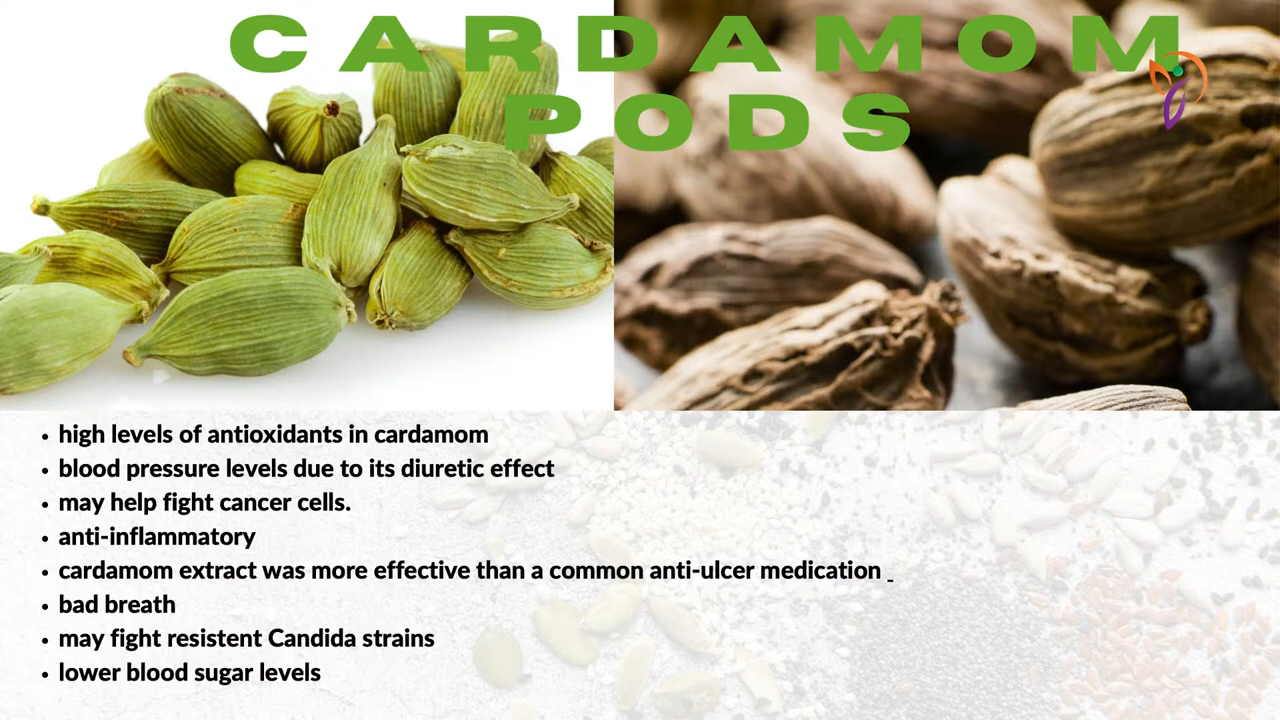 CARDAMOM
PODS
• high levels of antioxidants in cardamom
• blood pressure levels due to its diuretic effect
• may help fight cancer cells.
• anti-inflammatory
• cardamom extract was more effective than a common anti-ulcer medication _
• bad breath
• may fight resistent Candida strains
• lower blood sugar levels